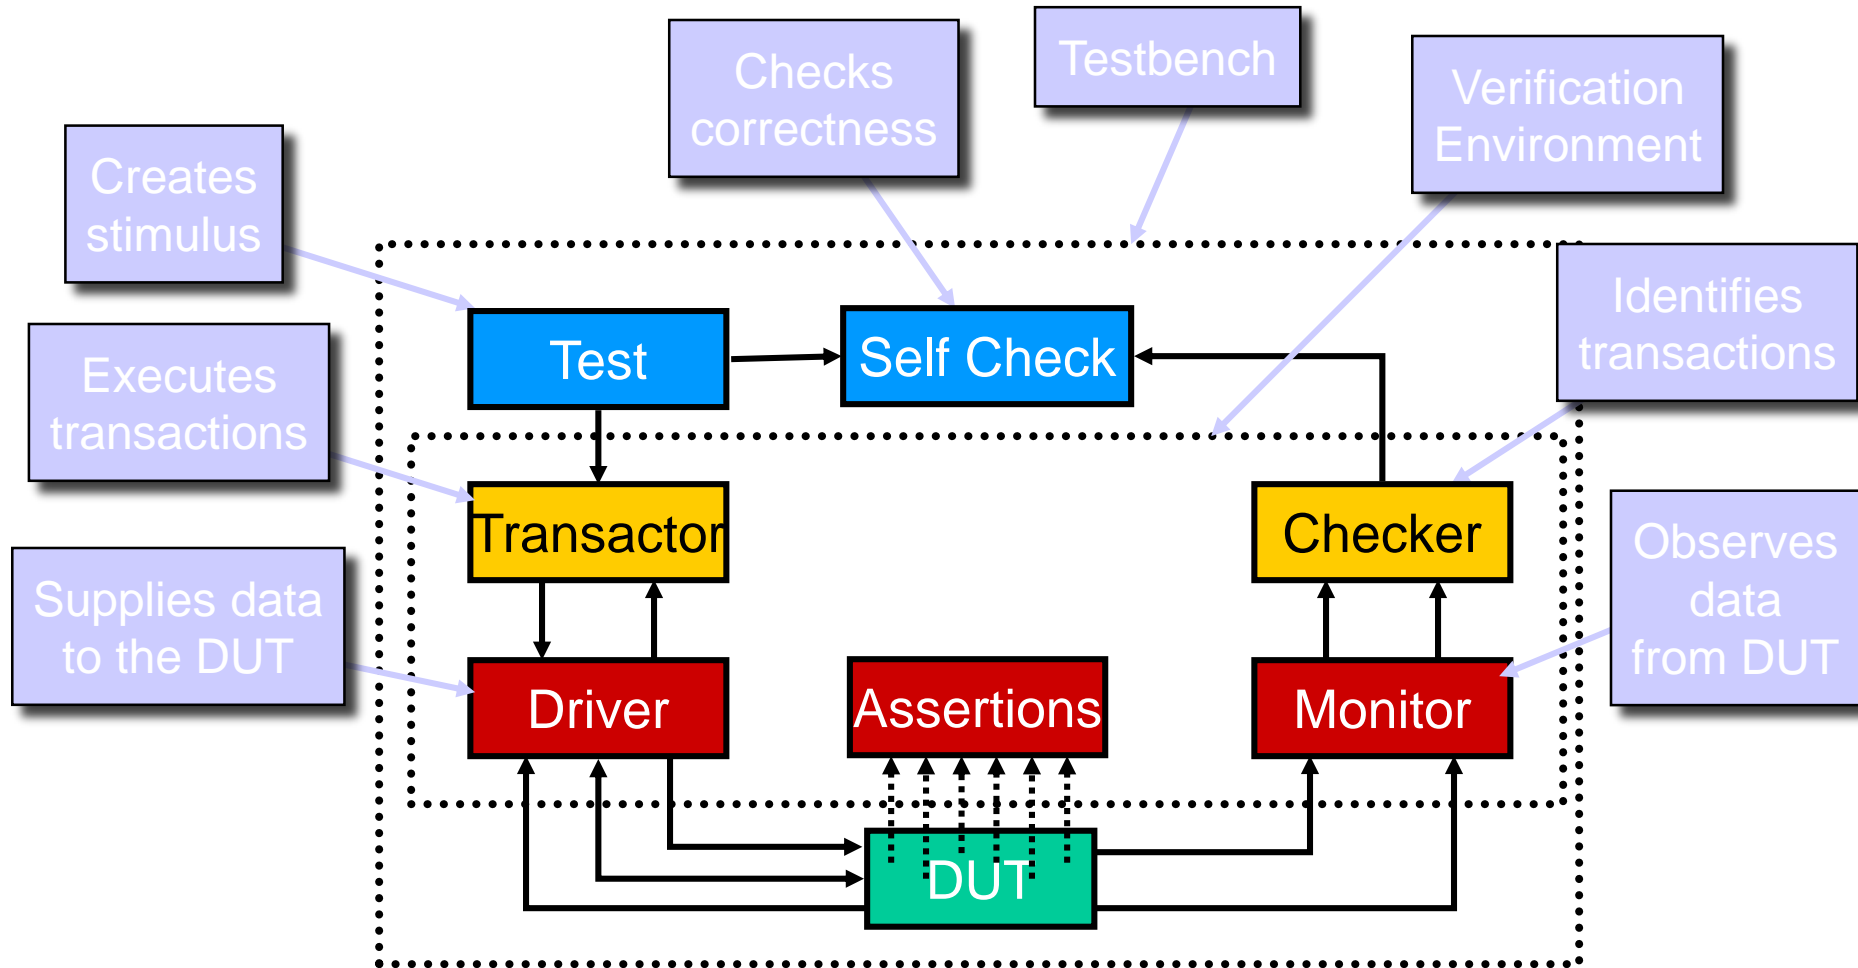 Testbench
Checks
correctness
Verification
Environment
Creates
stimulus
Identifies
transactions
Test
Self Check
Executes
transactions
Transactor
Checker
Observes
data
from DUT
Supplies data
to the DUT
Driver
Assertions
Monitor
DUT